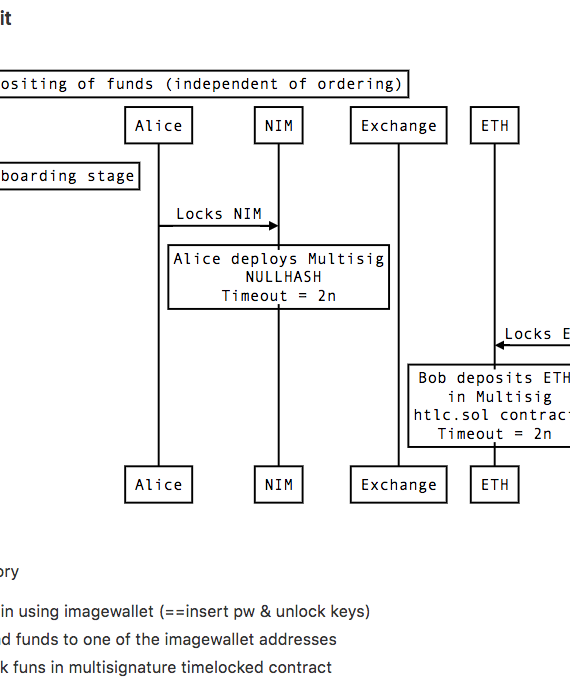 it
ositing of funds (independent of ordering)
Alice NIM Exchange ETH
boarding stage
Locks NIM
Alice deploys Multisig
NULLHASH
Timeout = 2n
Locks E
Bob deposits ETH
in Multisig
htlc.sol contract
Timeout = 2n
Alice NIM Exchange ETH
ory
in using imagewallet (==insert pw & unlock keys)
d funds to one of the imagewallet addresses
k funs in multisignature timelocked contract